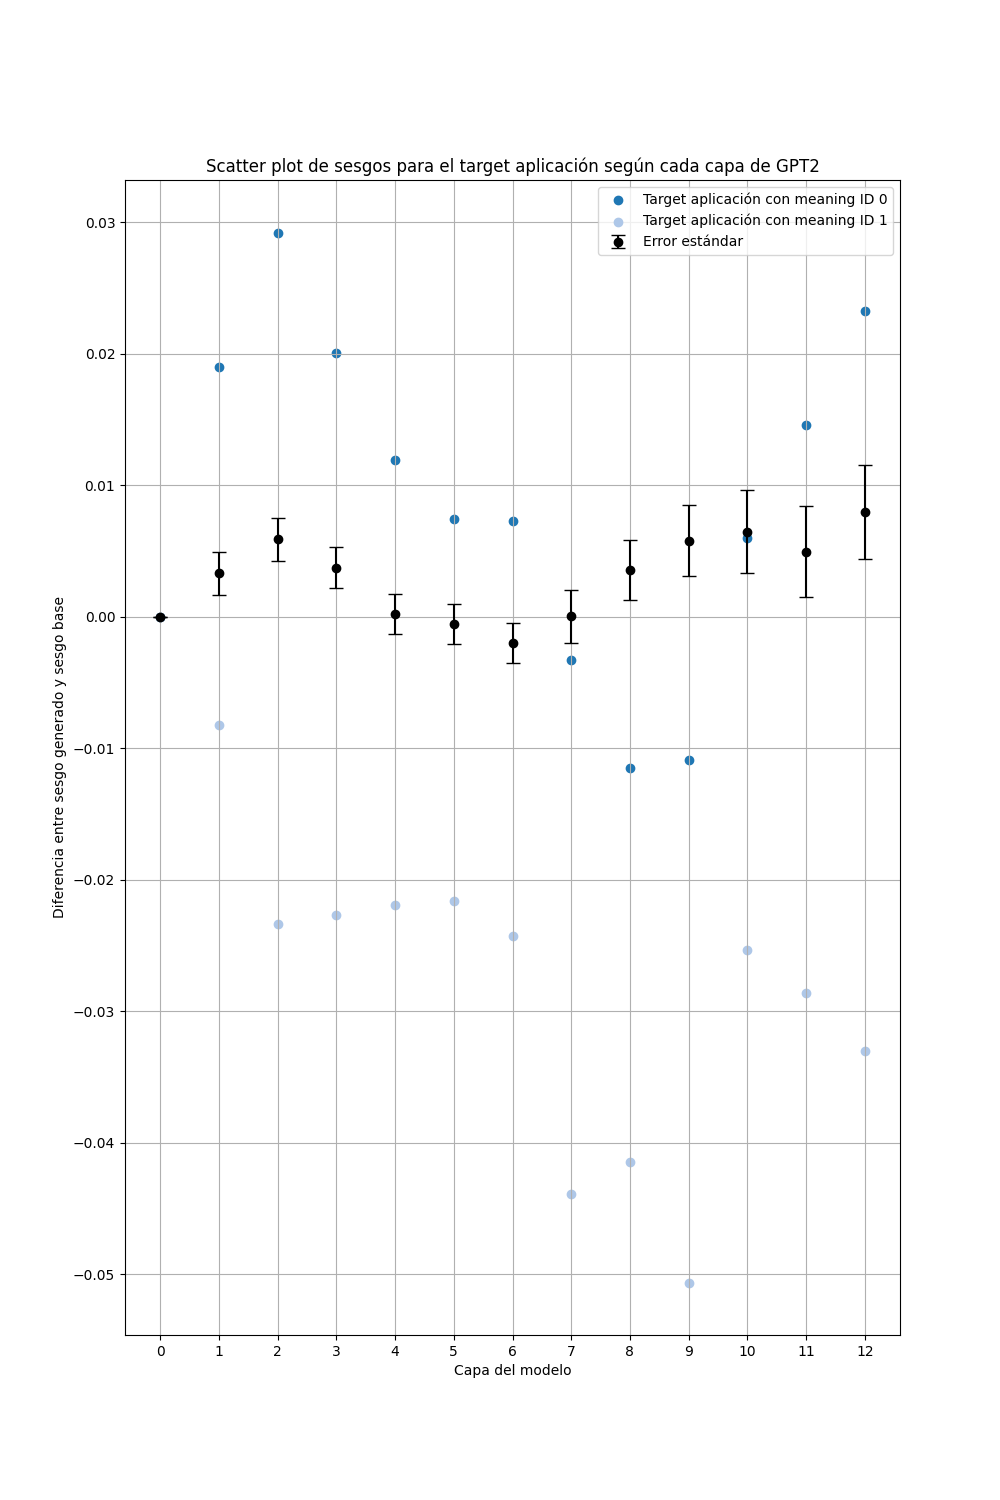 Scatter plot de sesgos para el target aplicación según cada capa de GPT2
Target aplicación con meaning ID 0
Target aplicación con meaning ID 1
Error estándar
Diferencia entre sesgo generado y sesgo base
0.03
0.02
0.01
0.00
−0.01
−0.02
−0.03
−0.04
−0.05
0 1 2 3 4 5 6 7 8 9 10 11 12
Capa del modelo